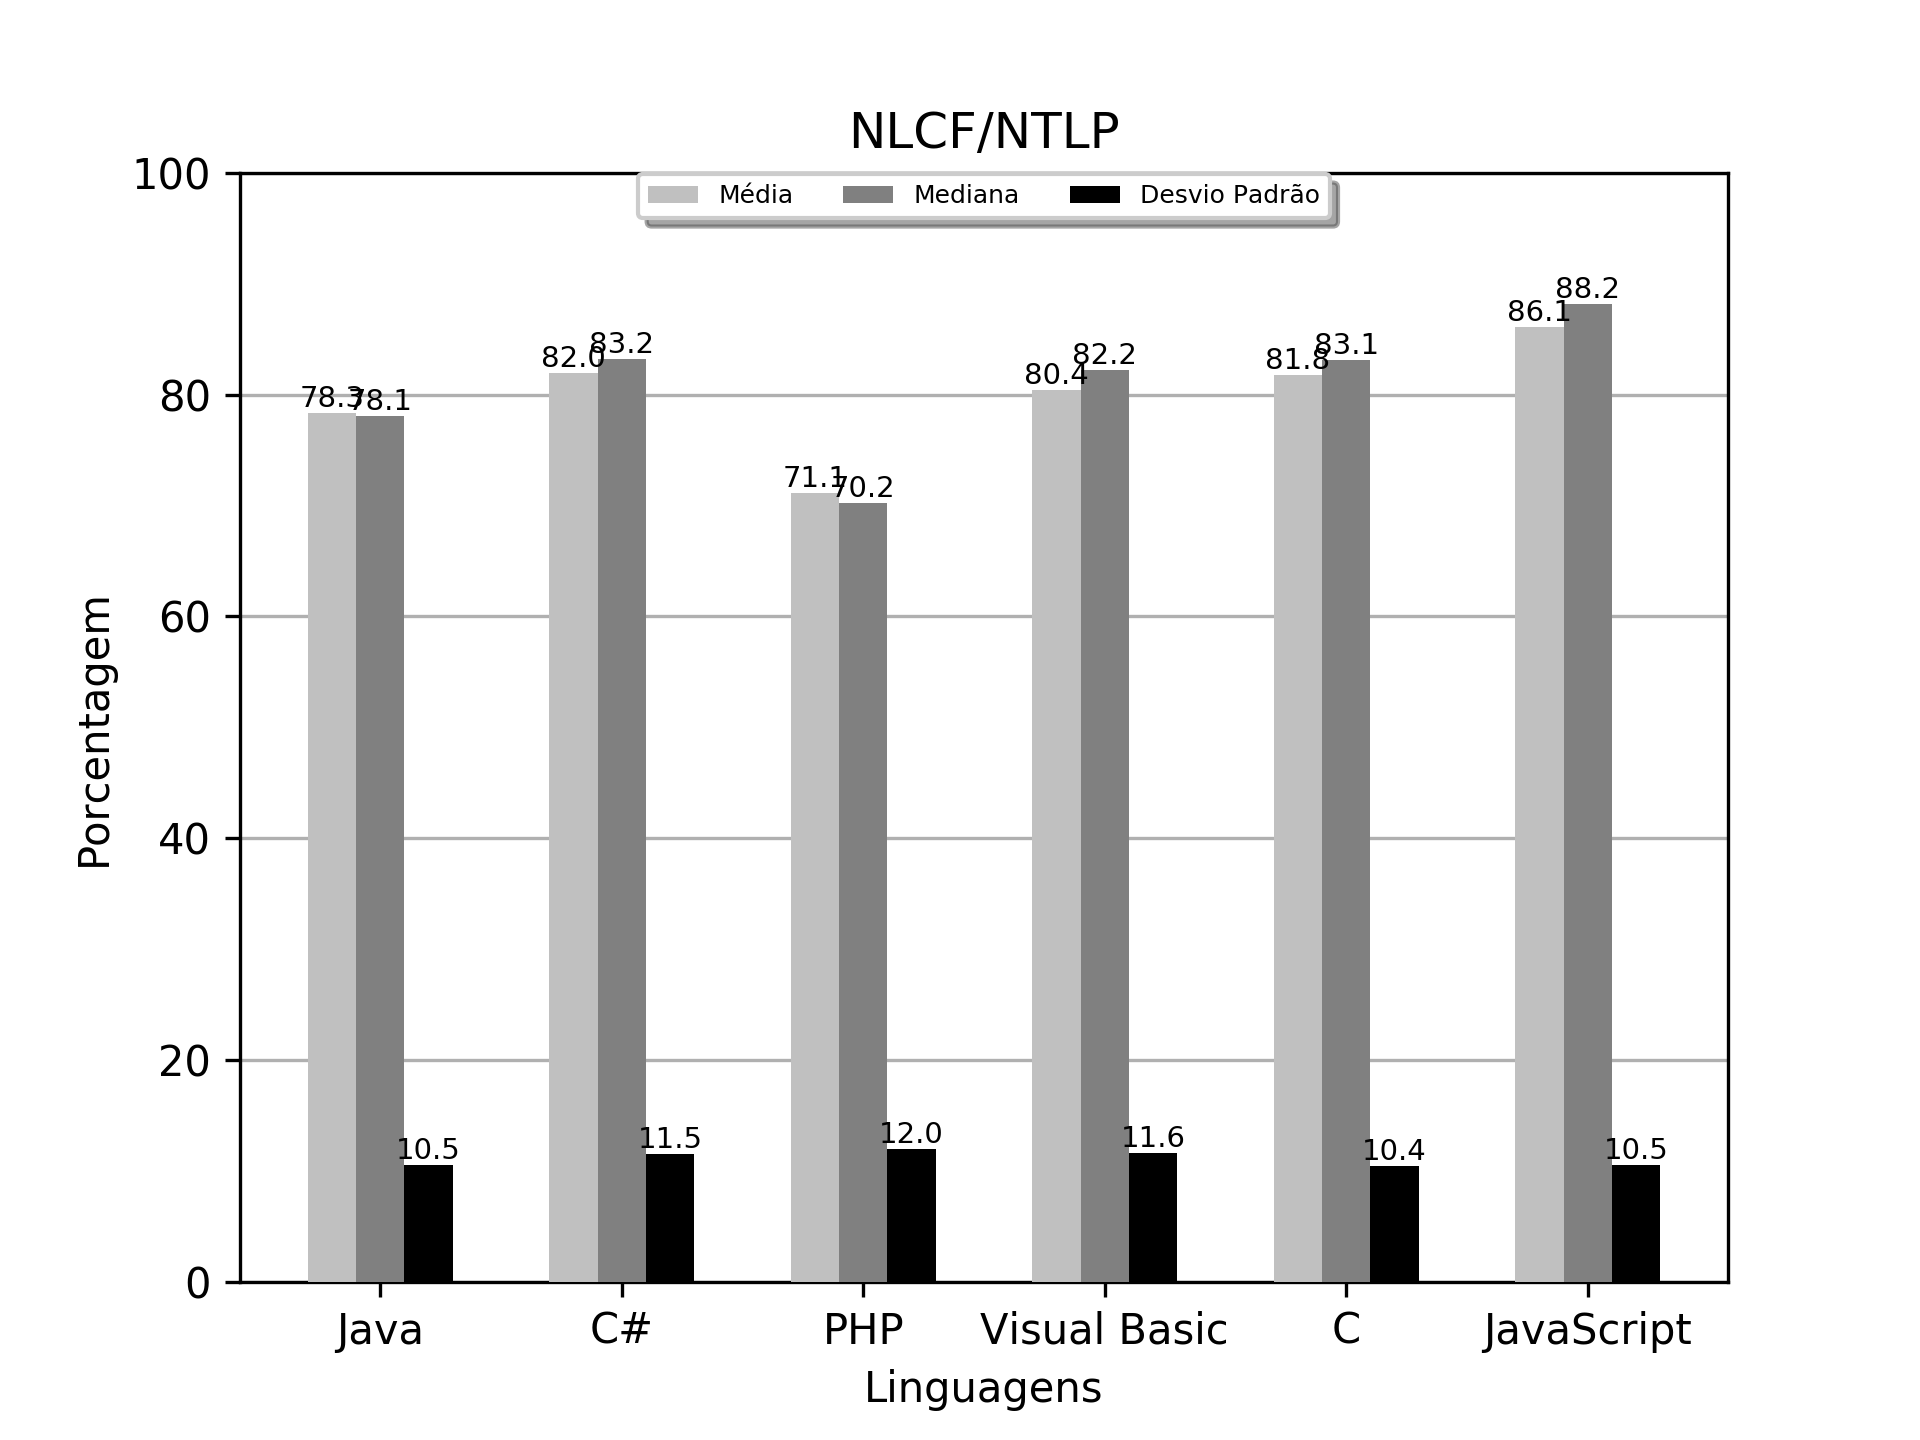 NLCF/NTLP
Média Mediana Desvio Padrão
Porcentagem
100
80
60
40
20
0
78.3 78.1 10.5
82.0 83.2 11.5
71.1 70.2 12.0
80.4 82.2 11.6
81.8 83.1 10.4
86.1 88.2 10.5
Java C# PHP Visual Basic C JavaScript
Linguagens